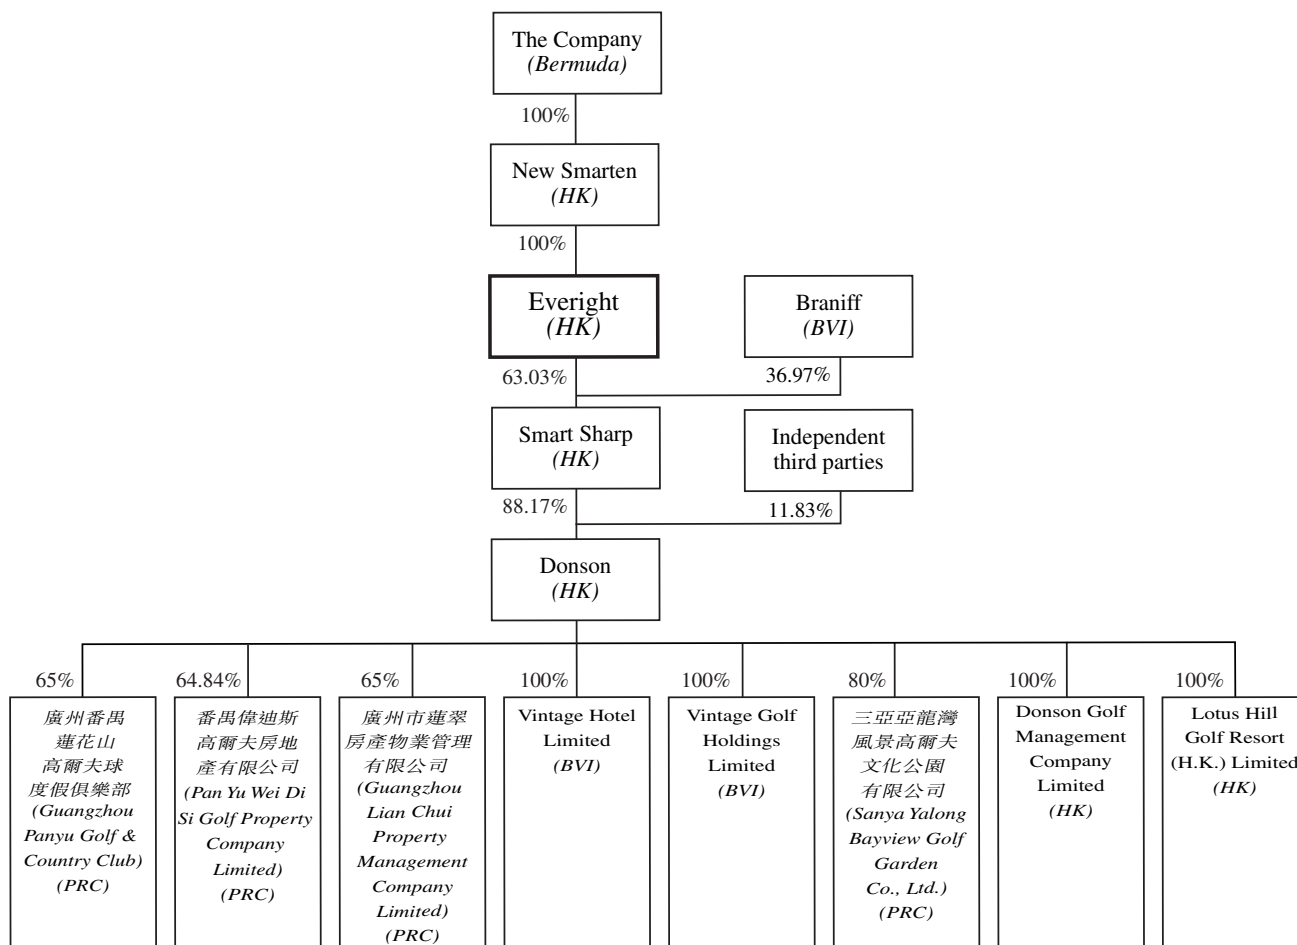 The Company
(Bermuda)
100%
New Smarten
(HK)
100%
Everight
(HK)
Braniff
(BVI)
63.03%
36.97%
Smart Sharp
(HK)
Independent
third parties
88.17%
11.83%
Donson
(HK)
65%
廣州番禺
蓮花山
高爾夫球
度假俱樂部
(Guangzhou
Panyu Golf &
Country Club)
(PRC)
64.84%
番禺偉迪斯
高爾夫房地
產有限公司
(Pan Yu Wei Di
Si Golf Property
Company
Limited)
(PRC)
65%
廣州市蓮翠
房產物業管理
有限公司
(Guangzhou
Lian Chui
Property
Management
Company
Limited)
(PRC)
100%
Vintage Hotel
Limited
(BVI)
100%
Vintage Golf
Holdings
Limited
(BVI)
80%
三亞亞龍灣
風景高爾夫
文化公園
有限公司
(Sanya Yalong
Bayview Golf
Garden
Co., Ltd.)
(PRC)
100%
Donson Golf
Management
Company
Limited
(HK)
100%
Lotus Hill
Golf Resort
(H.K.) Limited
(HK)